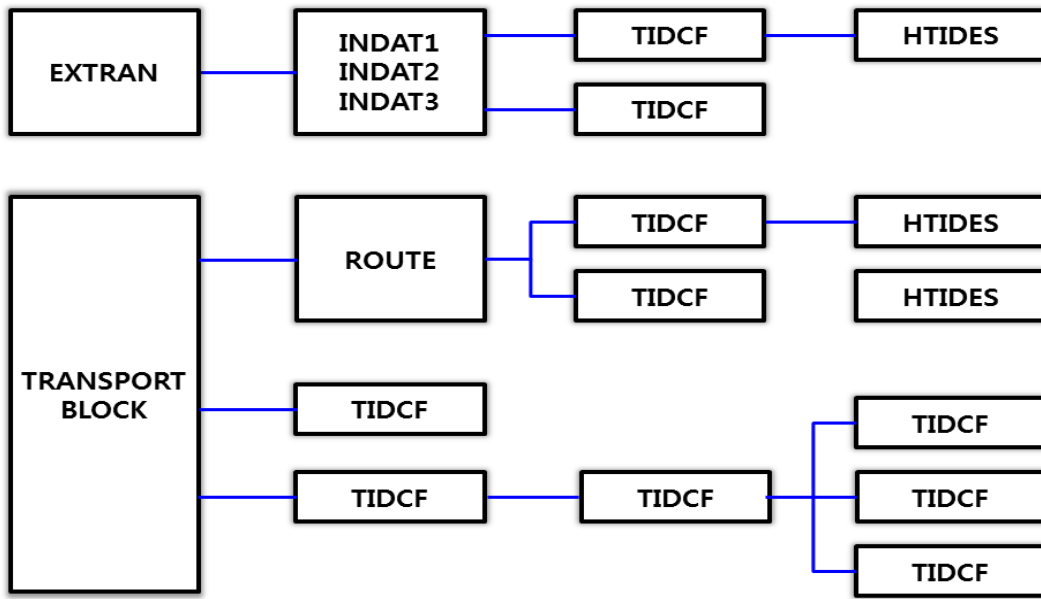 EXTRAN
INDAT1
INDAT2
INDAT3
TIDCF
HTIDES
TIDCF
TRANSPORT
BLOCK
ROUTE
TIDCF
HTIDES
TIDCF
HTIDES
TIDCF
TIDCF
TIDCF
TIDCF
TIDCF
TIDCF